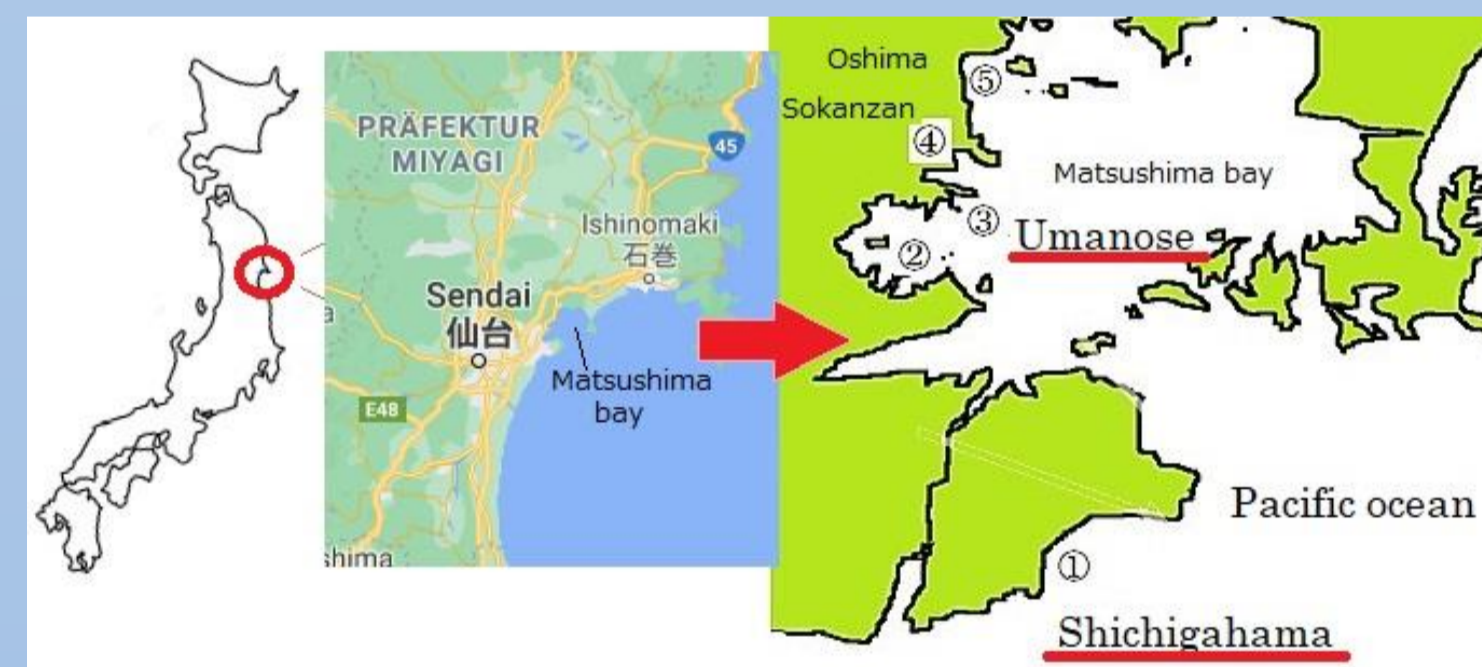 PRÄFEKTUR
MIYAGI
45
Ishinomaki
石巻
Sendai
仙台
Matsushima
bay
E48
shima
Oshima
⑤
Sokanzan
④
Matsushima bay
③
Umanose
②
Pacific ocean
①
Shichigahama